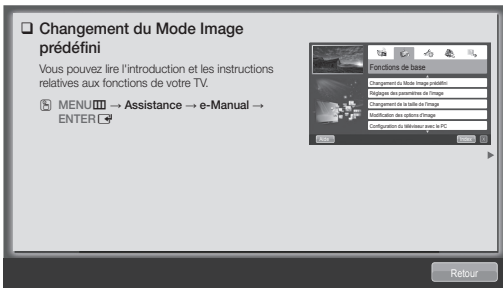 Changement du Mode Image
prédéfini
Vous pouvez lire l'introduction et les instructions
relatives aux fonctions de votre TV.
MENU → Assistance → e-Manual →
ENTER
Fonctions de base
Changement du Mode Image prédéfini
Réglages des paramètres de l'image
Changement de la taille de l'image
Modification des options d'image
Configuration du téléviseur avec le PC
Index
Retour